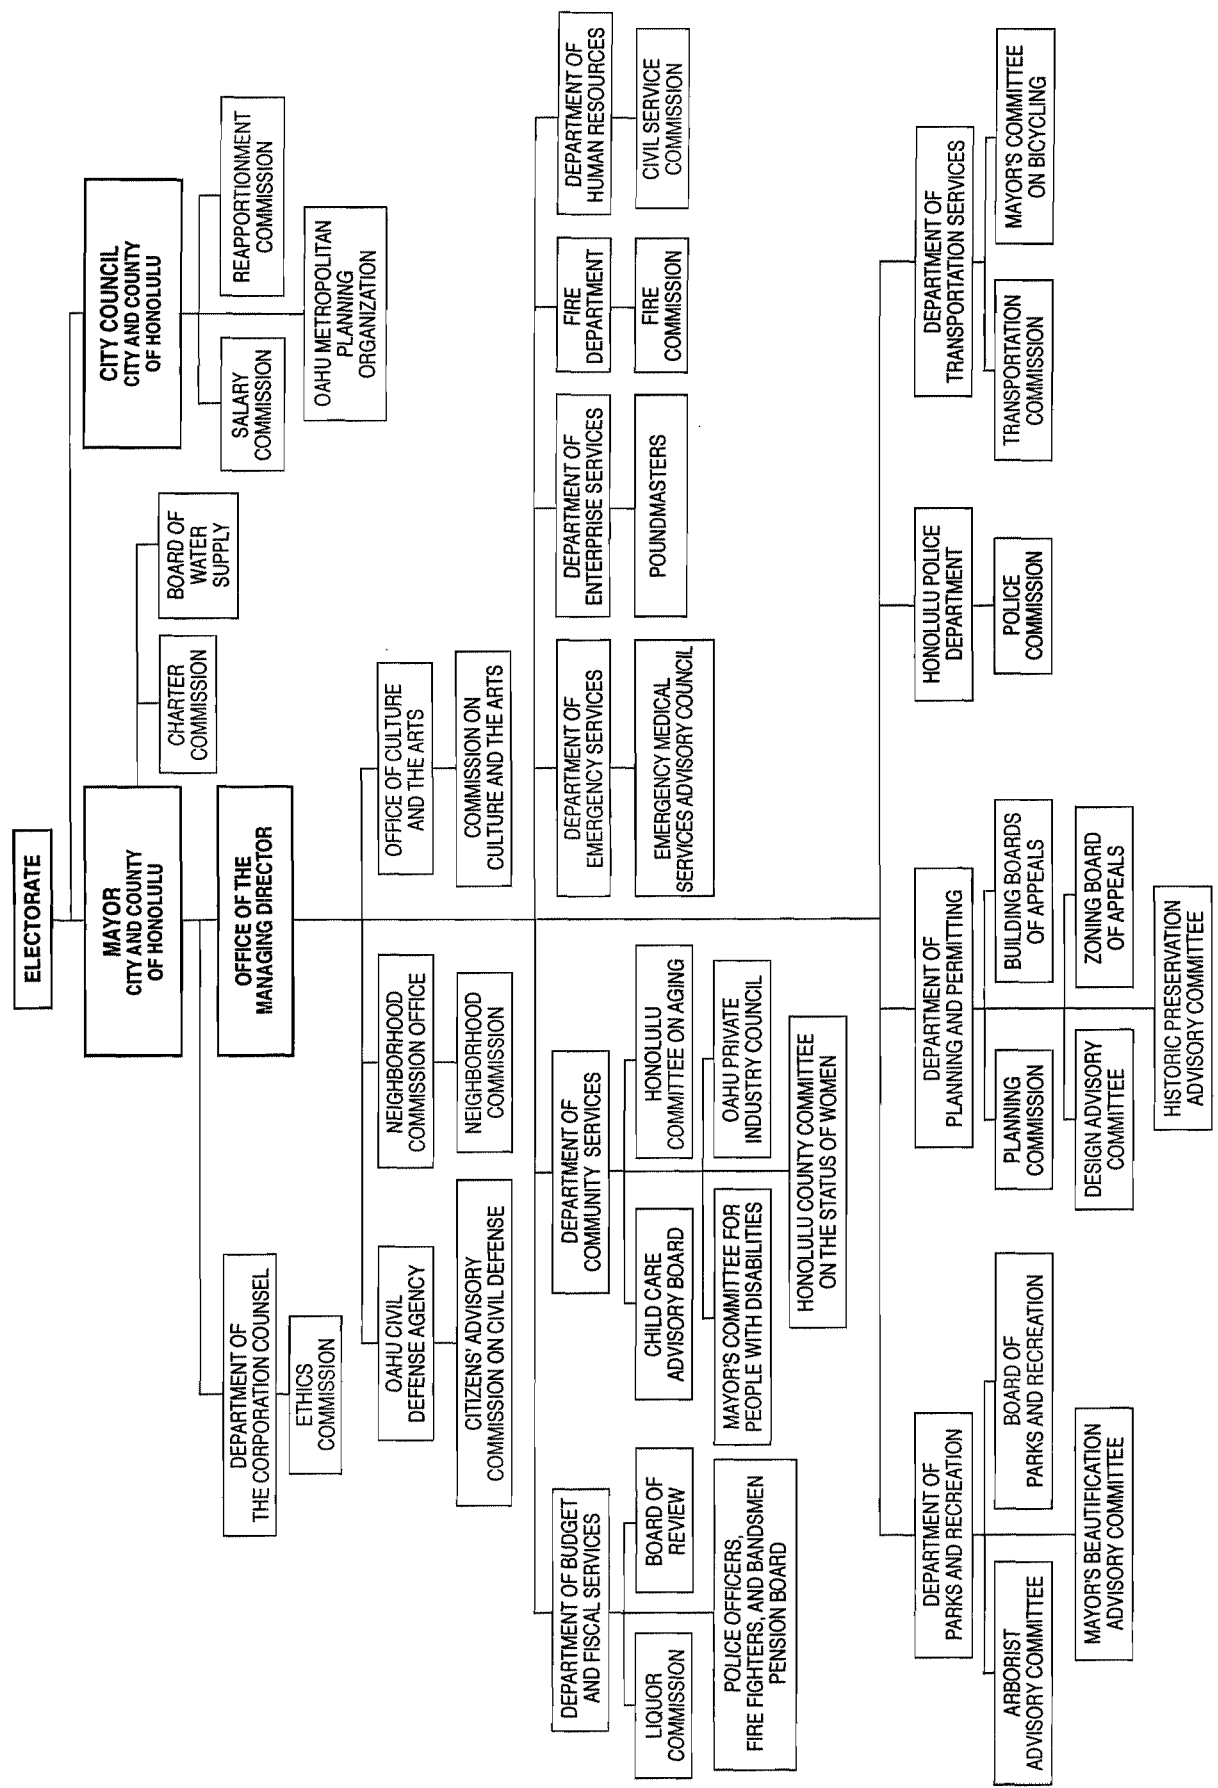 ELECTORATE
MAYOR
CITY AND COUNTY
OF HONOLULU
CITY COUNCIL
CITY AND COUNTY
OF HONOLULU
CHARTER
COMMISSION
BOARD OF
WATER
SUPPLY
SALARY
COMMISSION
REAPPORTIONMENT
COMMISSION
OAHU METROPOLITAN
PLANNING
ORGANIZATION
OFFICE OF THE
MANAGING DIRECTOR
DEPARTMENT OF
THE CORPORATION COUNSEL
ETHICS
COMMISSION
OAHU CIVIL
DEFENSE AGENCY
CITIZENS' ADVISORY
COMMISSION ON CIVIL DEFENSE
NEIGHBORHOOD
COMMISSION OFFICE
NEIGHBORHOOD
COMMISSION
OFFICE OF CULTURE
AND THE ARTS
COMMISSION ON
CULTURE AND THE ARTS
DEPARTMENT OF BUDGET
AND FISCAL SERVICES
LIQUOR
COMMISSION
BOARD OF
REVIEW
POLICE OFFICERS,
FIRE FIGHTERS, AND BANDSMEN
PENSION BOARD
DEPARTMENT OF
COMMUNITY SERVICES
CHILD CARE
ADVISORY BOARD
HONOLULU
COMMITTEE ON AGING
MAYOR'S COMMITTEE FOR
PEOPLE WITH DISABILITIES
OAHU PRIVATE
INDUSTRY COUNCIL
HONOLULU COUNTY COMMITTEE
ON THE STATUS OF WOMEN
DEPARTMENT OF
EMERGENCY SERVICES
EMERGENCY MEDICAL
SERVICES ADVISORY COUNCIL
DEPARTMENT OF
ENTERPRISE SERVICES
POUNDMASTERS
FIRE
DEPARTMENT
FIRE
COMMISSION
DEPARTMENT OF
HUMAN RESOURCES
CIVIL SERVICE
COMMISSION
DEPARTMENT OF
PARKS AND RECREATION
ARBORIST
ADVISORY COMMITTEE
BOARD OF
PARKS AND RECREATION
MAYOR'S BEAUTIFICATION
ADVISORY COMMITTEE
DEPARTMENT OF
PLANNING AND PERMITTING
PLANNING
COMMISSION
BUILDING BOARDS
OF APPEALS
DESIGN ADVISORY
COMMITTEE
ZONING BOARD
OF APPEALS
HISTORIC PRESERVATION
ADVISORY COMMITTEE
HONOLULU POLICE
DEPARTMENT
POLICE
COMMISSION
DEPARTMENT OF
TRANSPORTATION SERVICES
TRANSPORTATION
COMMISSION
MAYOR'S COMMITTEE
ON BICYCLING